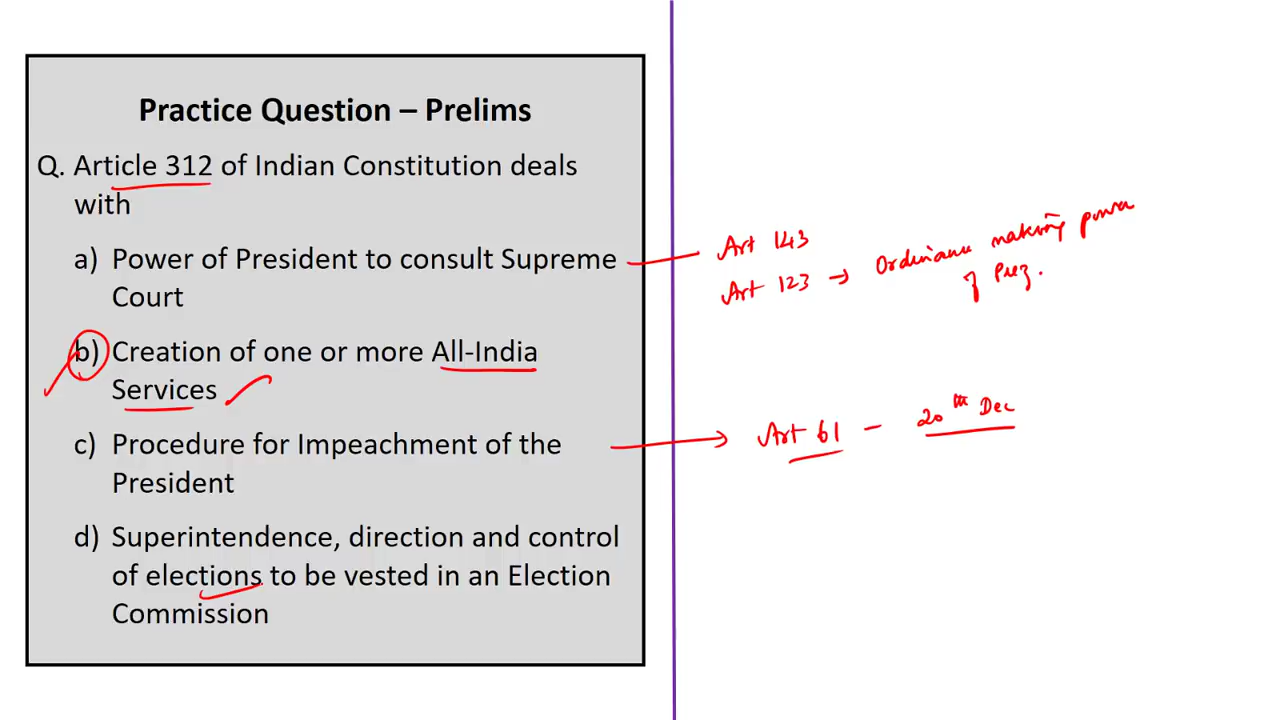 Practice Question – Prelims
Q. Article 312 of Indian Constitution deals
with
a) Power of President to consult Supreme
Court
b) Creation of one or more All-India
Services
c) Procedure for Impeachment of the
President
d) Superintendence, direction and control
of elections to be vested in an Election
Commission
Art 143
Art 123 → Ordinance making power
of Prez.
Art 61 – 20th Dec